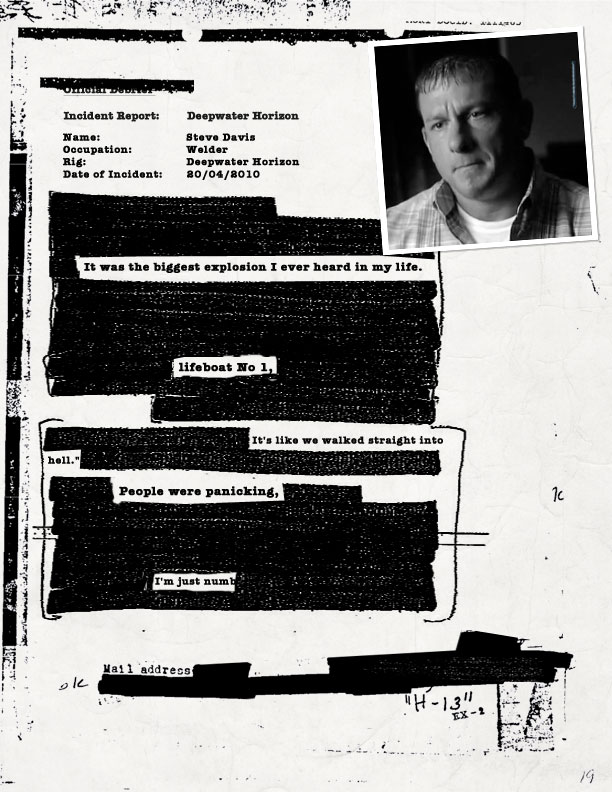 Official Debrief
Incident Report: Deepwater Horizon
Name: Steve Davis
Occupation: Welder
Rig: Deepwater Horizon
Date of Incident: 20/04/2010
It was the biggest explosion I ever heard in my life.
lifeboat No 1,
It's like we walked straight into
hell."
People were panicking,
I'm just numb
Mail address
ok
"H-13"
EX-2
19